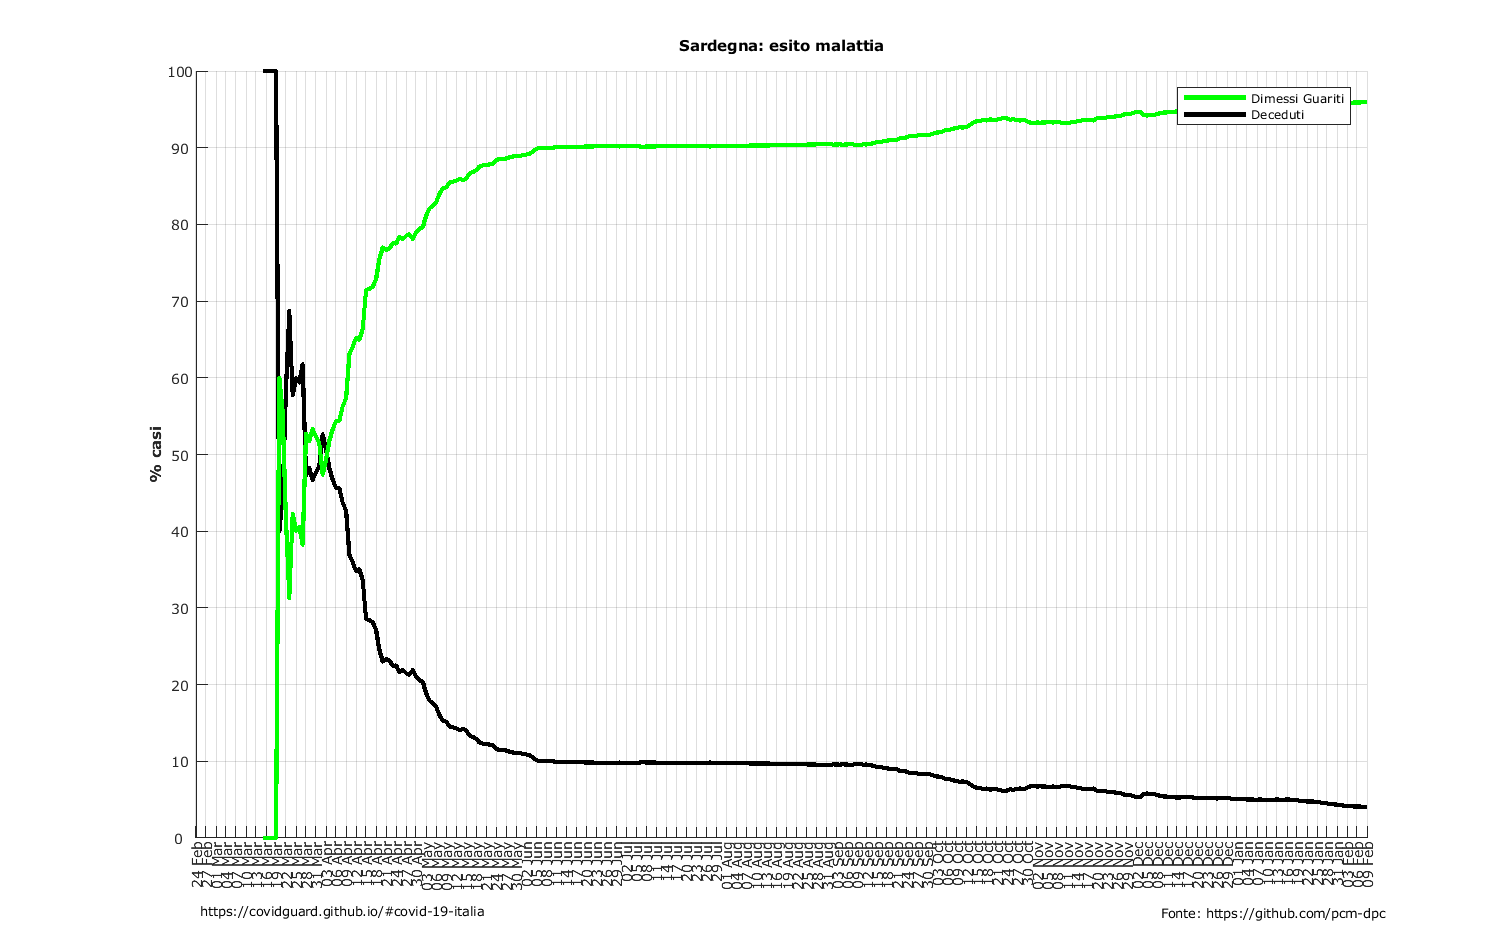 Sardegna: esito malattia
100
90
80
70
60
50
40
30
20
10
0
% casi
Dimessi Guariti
Deceduti
24 Feb
27 Feb
01 Mar
04 Mar
07 Mar
10 Mar
13 Mar
16 Mar
19 Mar
22 Mar
25 Mar
28 Mar
31 Mar
03 Apr
06 Apr
09 Apr
12 Apr
15 Apr
18 Apr
21 Apr
24 Apr
27 Apr
30 Apr
03 May
06 May
09 May
12 May
15 May
18 May
21 May
24 May
27 May
30 May
02 Jun
05 Jun
08 Jun
11 Jun
14 Jun
17 Jun
20 Jun
23 Jun
26 Jun
29 Jun
02 Jul
05 Jul
08 Jul
11 Jul
14 Jul
17 Jul
20 Jul
23 Jul
26 Jul
29 Jul
01 Aug
04 Aug
07 Aug
10 Aug
13 Aug
16 Aug
19 Aug
22 Aug
25 Aug
28 Aug
31 Aug
03 Sep
06 Sep
09 Sep
12 Sep
15 Sep
18 Sep
21 Sep
24 Sep
27 Sep
30 Sep
03 Oct
06 Oct
09 Oct
12 Oct
15 Oct
18 Oct
21 Oct
24 Oct
27 Oct
30 Oct
02 Nov
05 Nov
08 Nov
11 Nov
14 Nov
17 Nov
20 Nov
23 Nov
26 Nov
29 Nov
02 Dec
05 Dec
08 Dec
11 Dec
14 Dec
17 Dec
20 Dec
23 Dec
26 Dec
29 Dec
01 Jan
04 Jan
07 Jan
10 Jan
13 Jan
16 Jan
19 Jan
22 Jan
25 Jan
28 Jan
31 Jan
03 Feb
06 Feb
09 Feb
https://covidguard.github.io/#covid-19-italia
Fonte: https://github.com/pcm-dpc